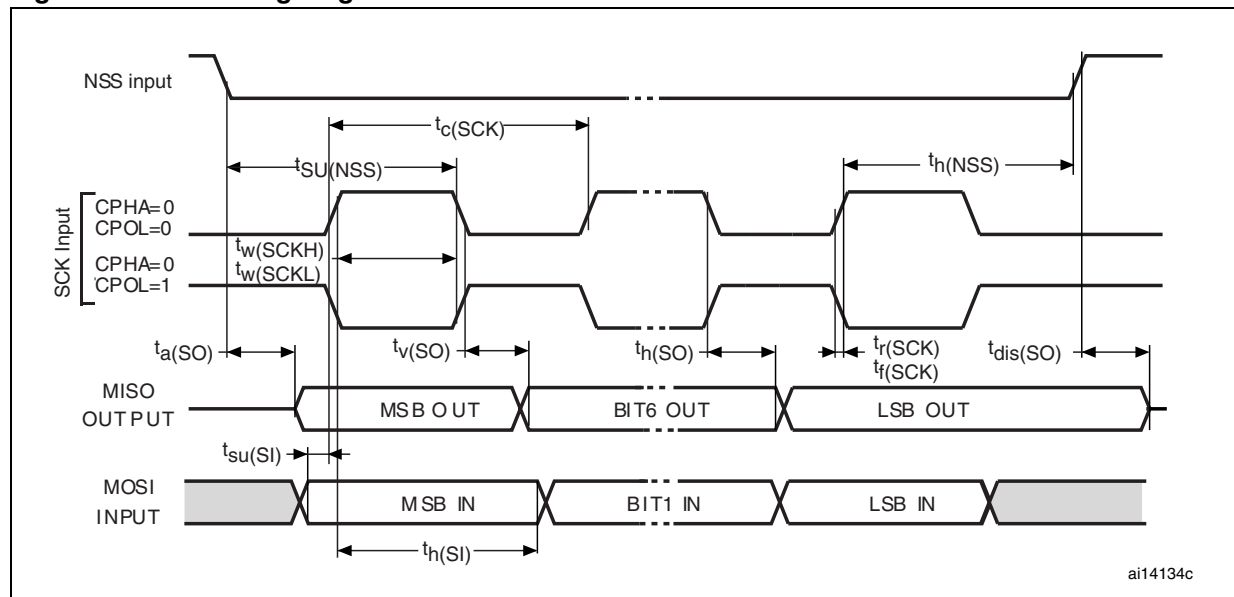 NSS input
tc(SCK)
tSU(NSS)
th(NSS)
SCK Input
CPHA=0
CPOL=0
tw(SCKH)
CPHA=0
tw(SCKL)
CPOL=1
ta(SO)
tv(SO)
th(SO)
tr(SCK)
tf(SCK)
tdis(SO)
MISO
OUTPUT
MSB OUT
BIT6 OUT
LSB OUT
tsu(SI)
MOSI
INPUT
MSB IN
BIT1 IN
LSB IN
th(SI)
ai14134c